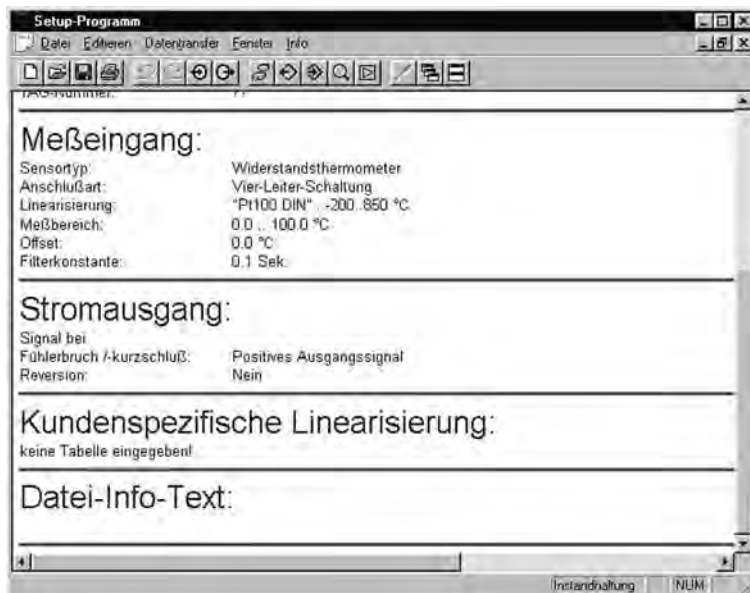 Setup-Programm
Datei Editieren Datentransfer Fenster Info
TAG-Nummer:
Meßeingang:
Sensortyp: Widerstandsthermometer
Anschlußart: Vier-Leiter-Schaltung
Linearisierung: "Pt100 DIN" -200..850 °C
Meßbereich: 0.0 .. 100.0 °C
Offset: 0.0 °C
Filterkonstante: 0.1 Sek.
Stromausgang:
Signal bei
Fühlerbruch /-kurzschluß: Positives Ausgangssignal
Reversion: Nein
Kundenspezifische Linearisierung:
keine Tabelle eingegeben!
Datei-Info-Text:
Instandhaltung NUM